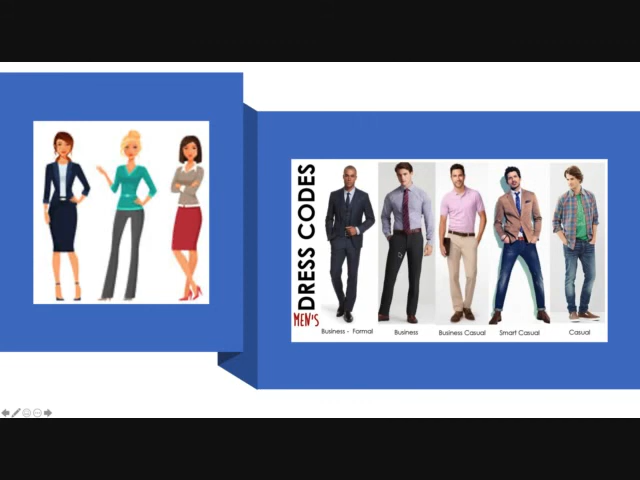 MEN'S DRESS CODES
Business - Formal
Business
Business Casual
Smart Casual
Casual